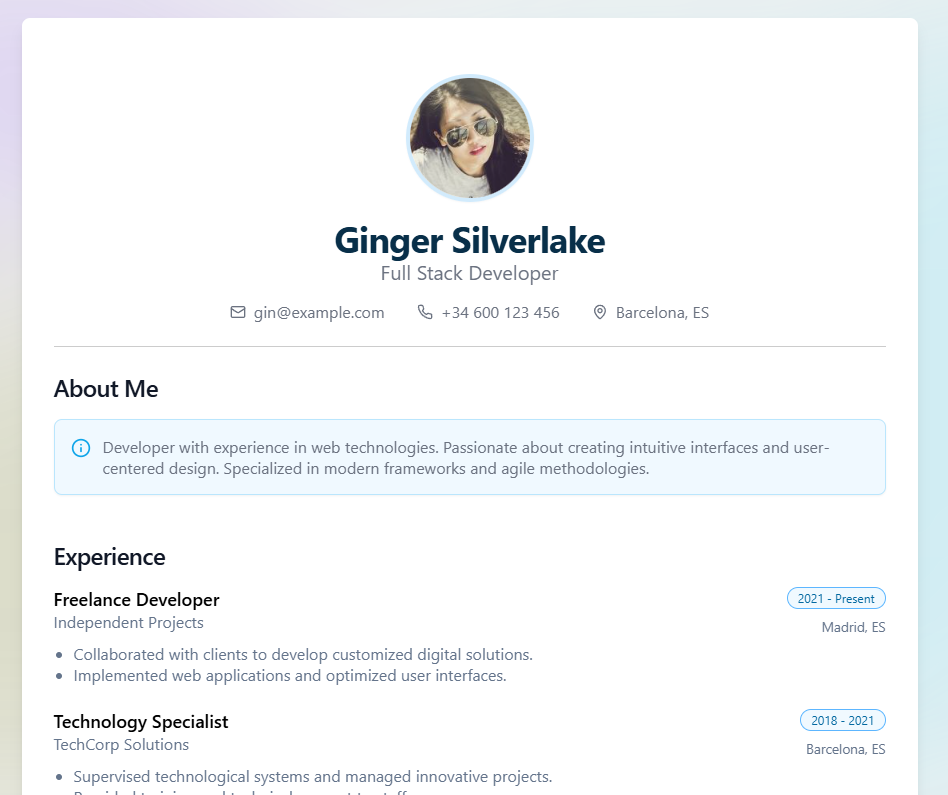 Ginger Silverlake
Full Stack Developer
gin@example.com +34 600 123 456 Barcelona, ES
About Me
Developer with experience in web technologies. Passionate about creating intuitive interfaces and user-
centered design. Specialized in modern frameworks and agile methodologies.
Experience
Freelance Developer
2021 - Present
Independent Projects
Madrid, ES
Collaborated with clients to develop customized digital solutions.
Implemented web applications and optimized user interfaces.
Technology Specialist
2018 - 2021
TechCorp Solutions
Barcelona, ES
Supervised technological systems and managed innovative projects.